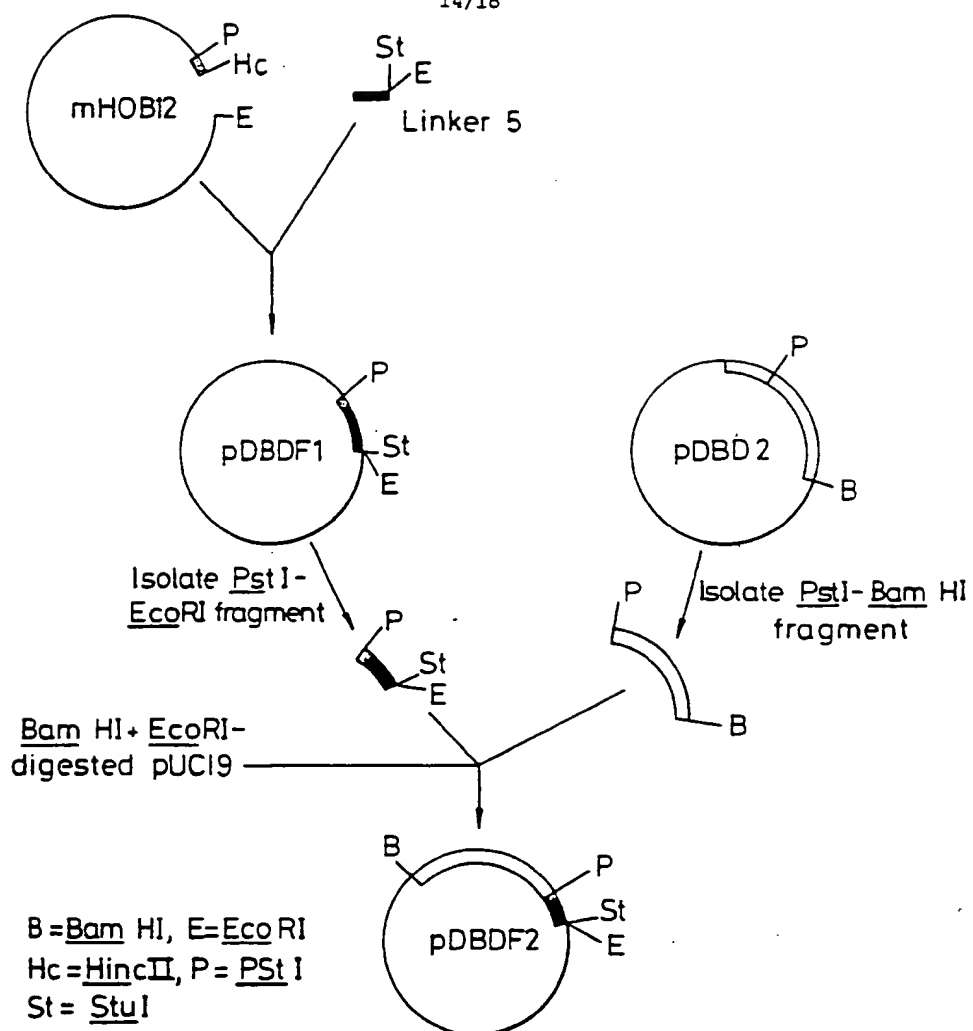 14/18
P
Hc
mHOB12
E
St
E
Linker 5
P
pDBDF1
St
E
P
pDBD 2
B
Isolate PstI-
EcoRI fragment
P
St
E
Isolate PstI-Bam HI
fragment
P
B
Bam HI + EcoRI-
digested pUC19
B
P
St
E
pDBDF2
B = Bam HI, E = Eco RI
Hc = HincII, P = PSt I
St = StuI